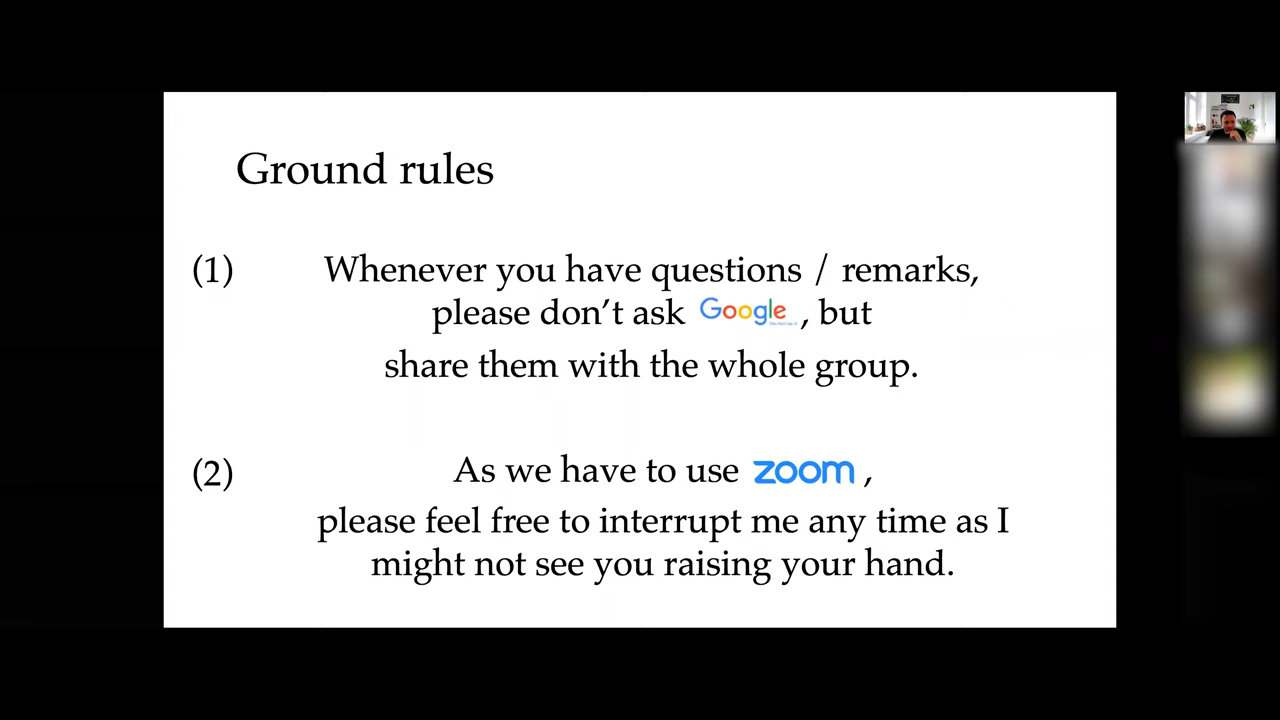 Ground rules
(1) Whenever you have questions / remarks,
please don’t ask Google , but
share them with the whole group.
(2) As we have to use zoom ,
please feel free to interrupt me any time as I
might not see you raising your hand.